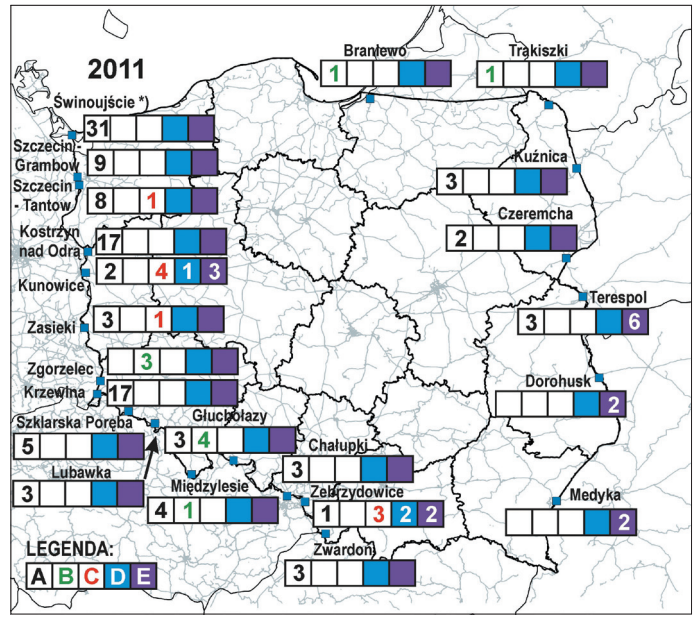 2011
Braniewo
1
Trakiszki
1
Świnoujście *)
31
Szczecin -
Grambow
9
Szczecin
- Tantow
8 1
Kuźnica
3
Czeremcha
2
Kostrzyn
nad Odrą
17
Kunowice
2 4 1 3
Terespol
3 6
Zasieki
3 1
Zgorzelec
3
Krzewina
17
Dorohusk
2
Szklarska Poręba
5
Głuchołazy
3 4
Chałupki
3
Lubawka
3
Międzylesie
4 1
Zebrzydowice
1 3 2 2
Medyka
2
Zwardoń
3
LEGENDA:
A B C D E